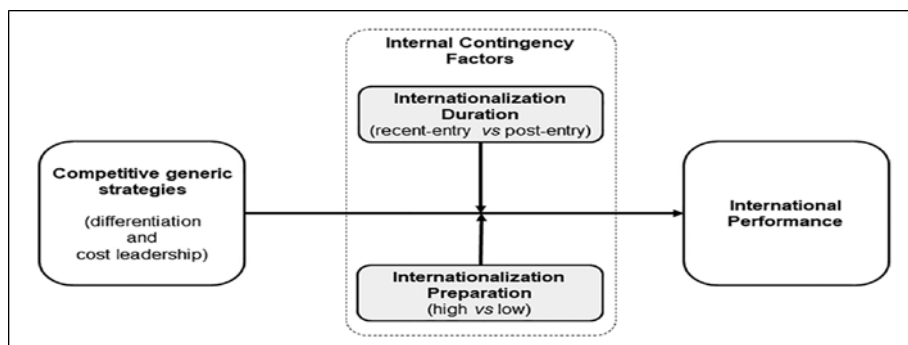 Internal Contingency
Factors
Internationalization
Duration
(recent-entry vs post-entry)
Competitive generic
strategies
(differentiation
and
cost leadership)
International
Performance
Internationalization
Preparation
(high vs low)